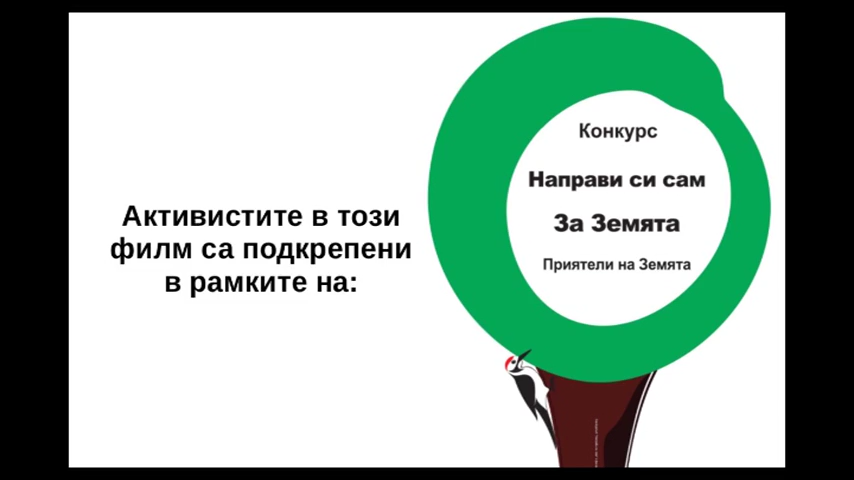 Активистите в този
филм са подкрепени
в рамките на:
Конкурс
Направи си сам
За Земята
Приятели на Земята